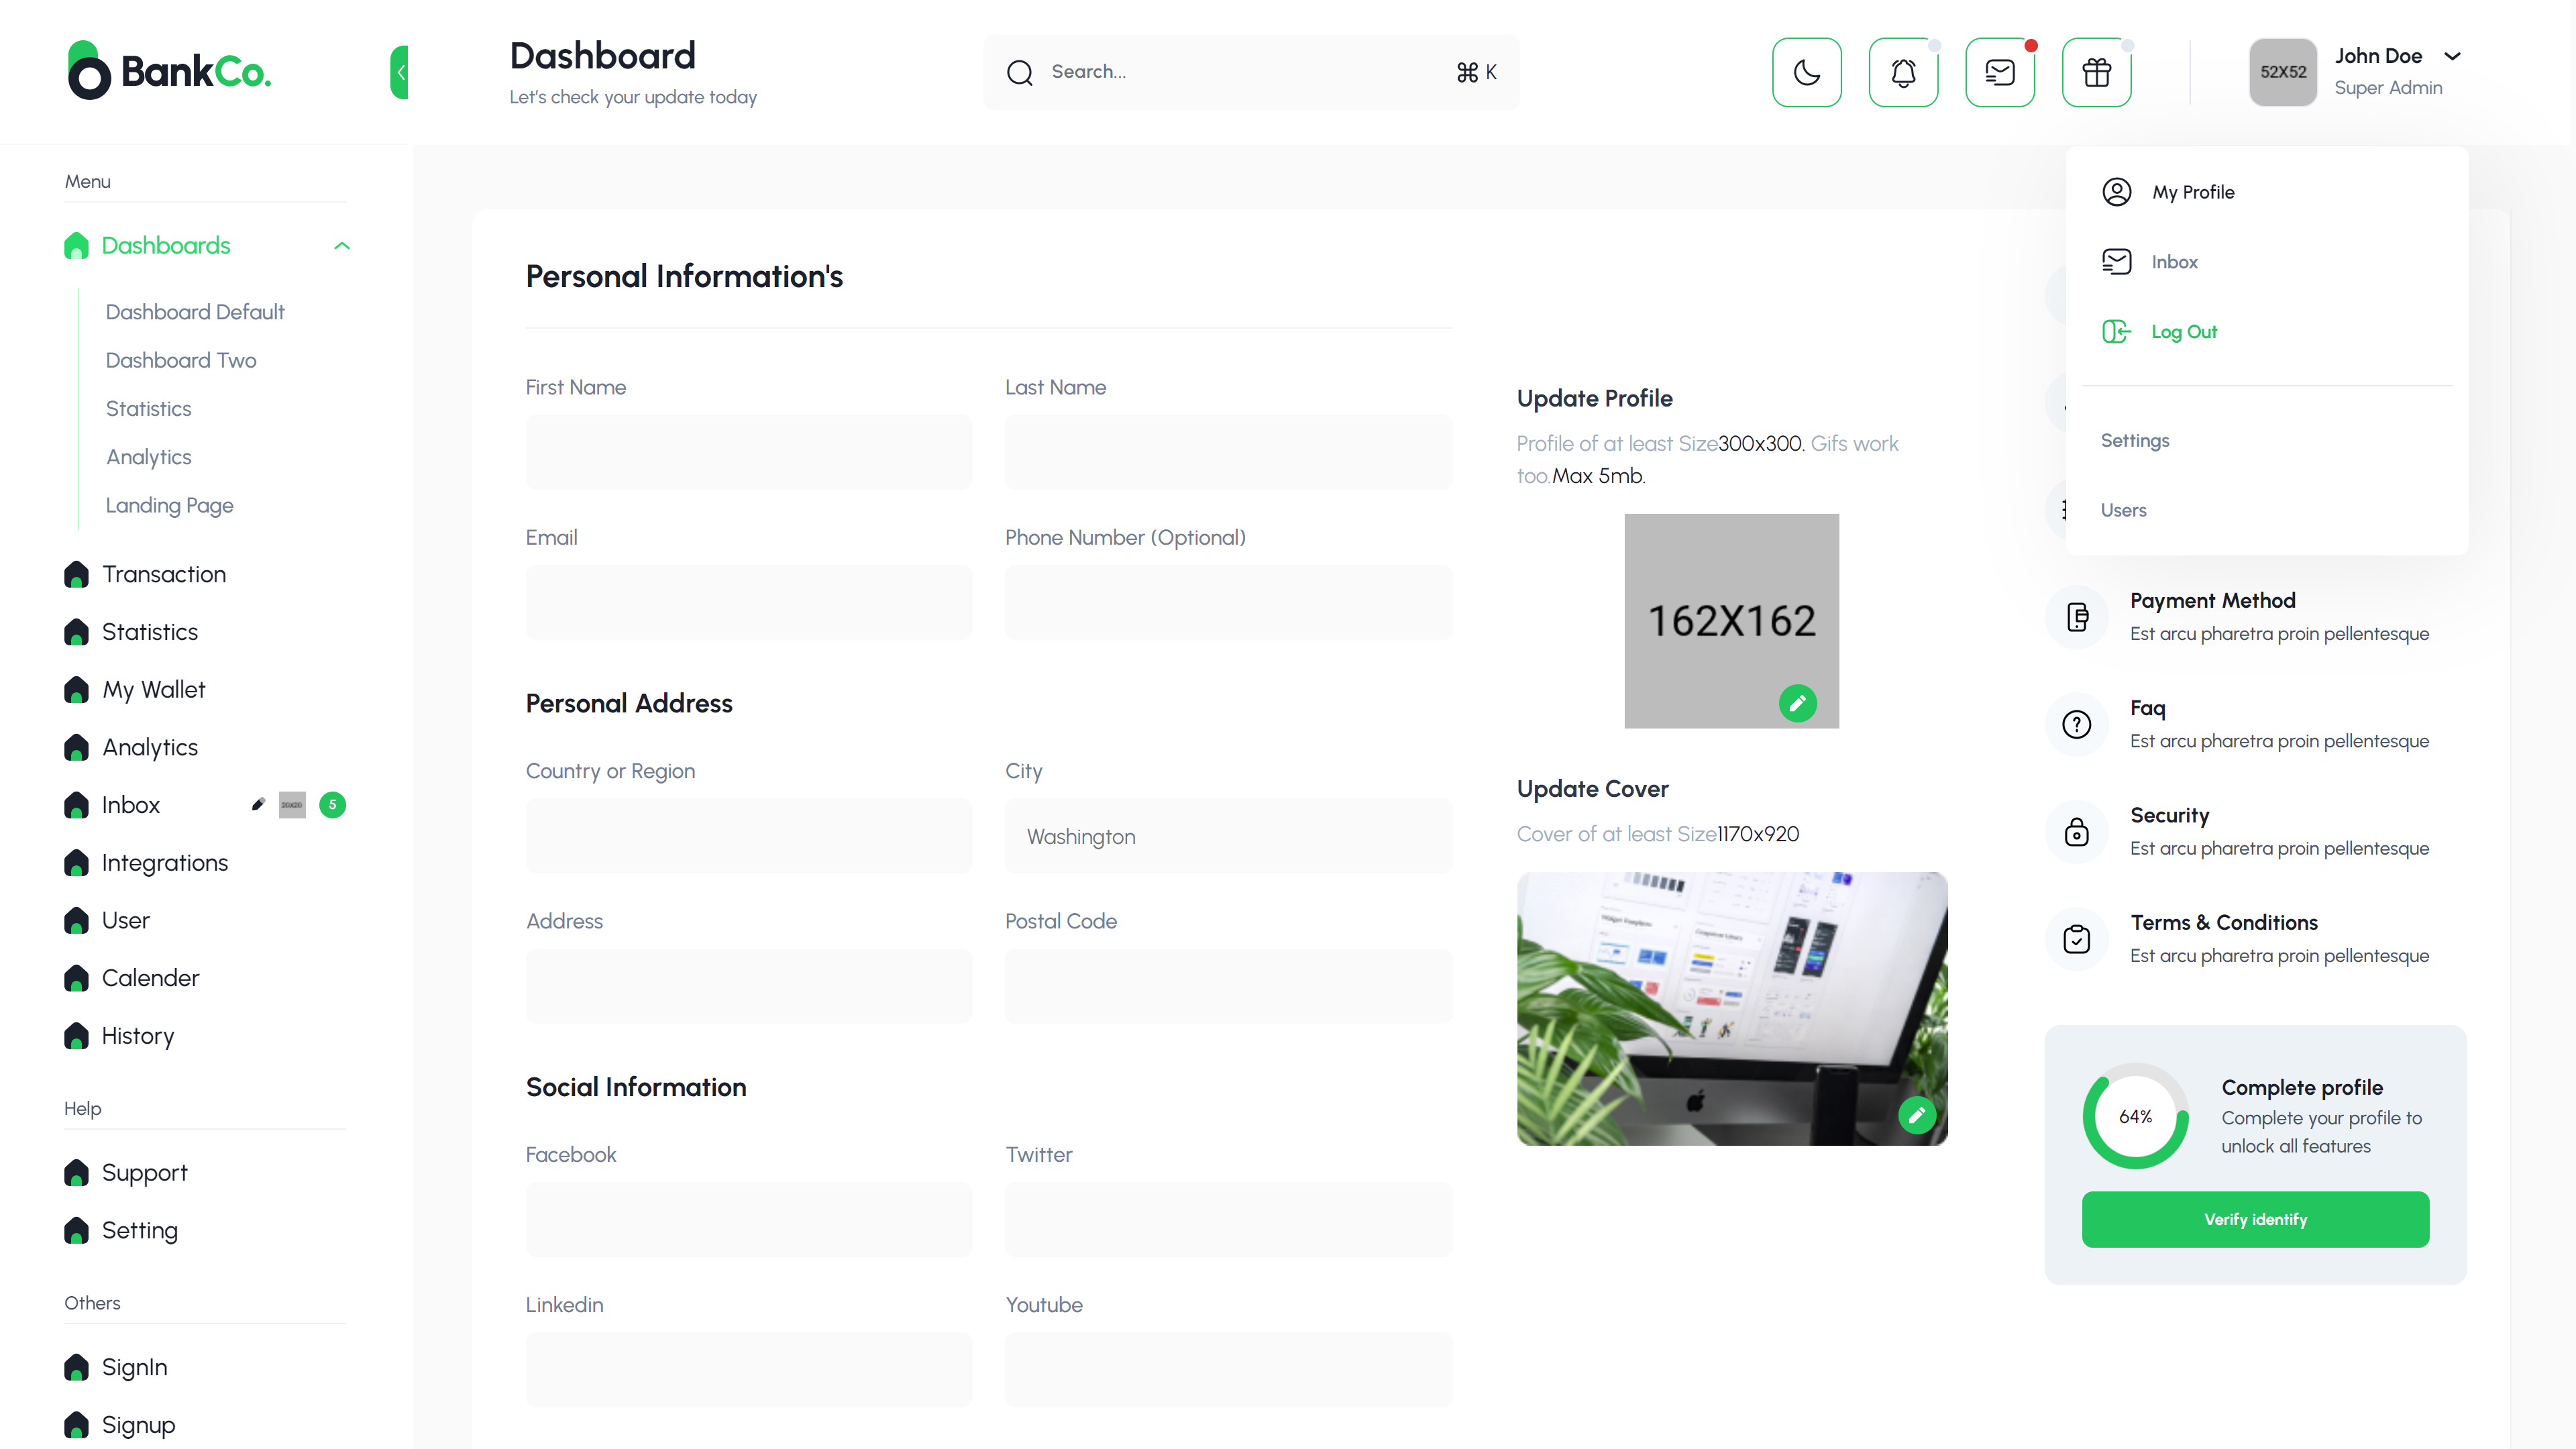 BankCo.
Dashboard
Let's check your update today
Search...
⌘ K
52X52
John Doe
Super Admin
Menu
Dashboards
Dashboard Default
Dashboard Two
Statistics
Analytics
Landing Page
Transaction
Statistics
My Wallet
Analytics
Inbox
5
Integrations
User
Calender
History
Help
Support
Setting
Others
SignIn
Signup
Personal Information's
First Name
Last Name
Email
Phone Number (Optional)
Personal Address
Country or Region
City
Washington
Address
Postal Code
Social Information
Facebook
Twitter
Linkedin
Youtube
Update Profile
Profile of at least Size300x300. Gifs work
too.Max 5mb.
162X162
Update Cover
Cover of at least Size1170x920
My Profile
Inbox
Log Out
Settings
Users
Payment Method
Est arcu pharetra proin pellentesque
Faq
Est arcu pharetra proin pellentesque
Security
Est arcu pharetra proin pellentesque
Terms & Conditions
Est arcu pharetra proin pellentesque
64%
Complete profile
Complete your profile to
unlock all features
Verify identify